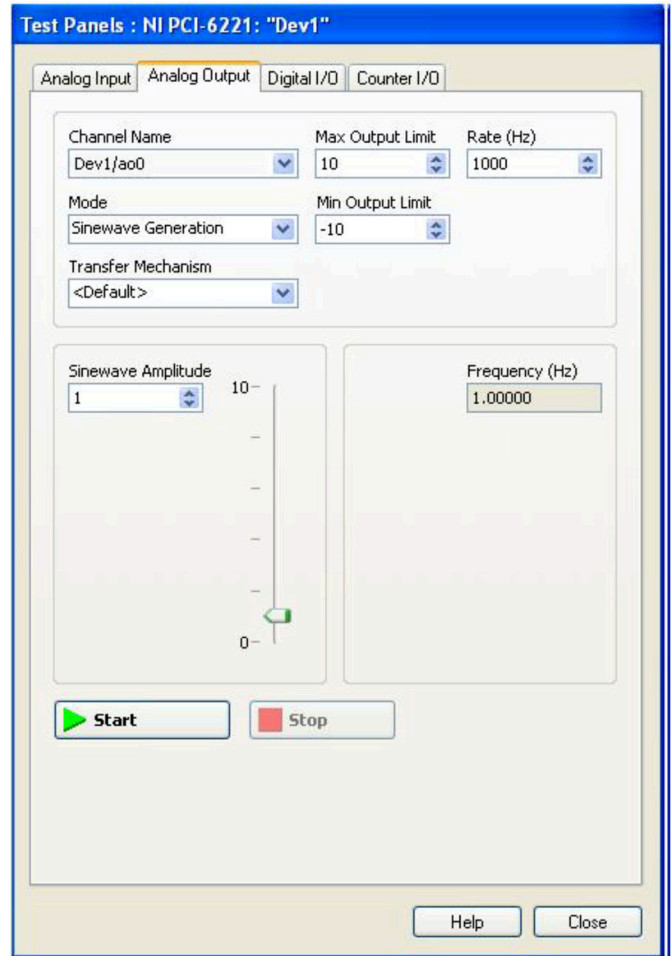 Test Panels : NI PCI-6221: "Dev1"
Analog Input Analog Output Digital I/O Counter I/O
Channel Name Max Output Limit Rate (Hz)
Dev1/ao0 10 1000
Mode Min Output Limit
Sinewave Generation -10
Transfer Mechanism
<Default>
Sinewave Amplitude Frequency (Hz)
1 10 1.00000
0
Start Stop
Help Close